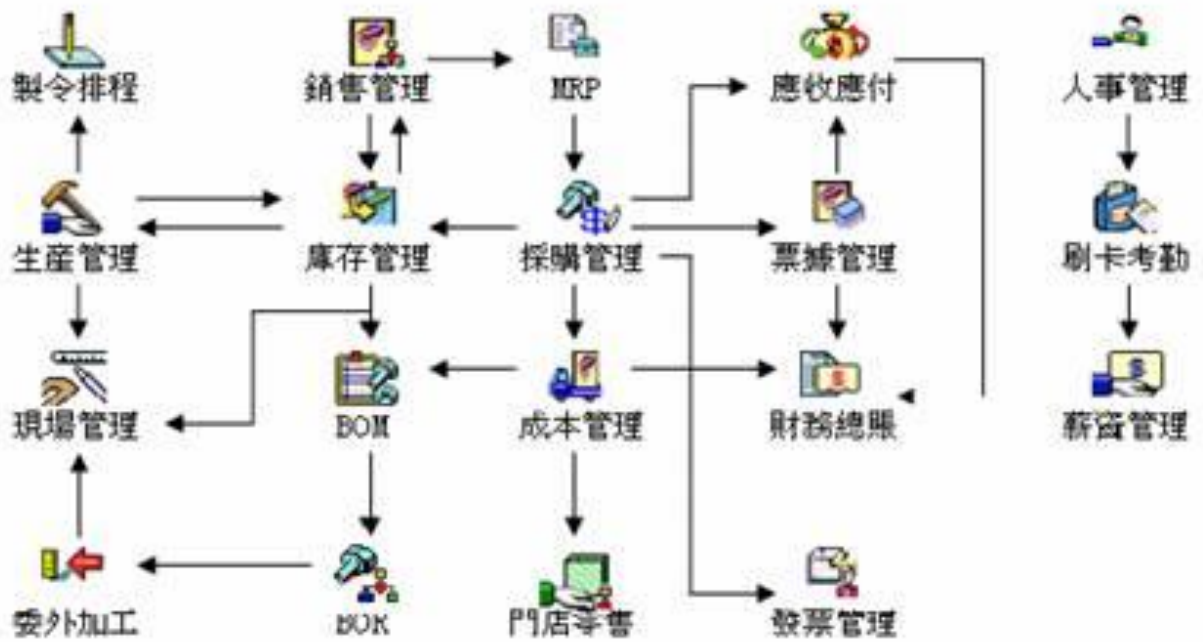 製令排程
銷售管理
MRP
應收應付
人事管理
生産管理
庫存管理
採購管理
票據管理
刷卡考勤
現場管理
BOM
成本管理
財務總賬
薪資管理
委外加工
BOR
門店零售
發票管理